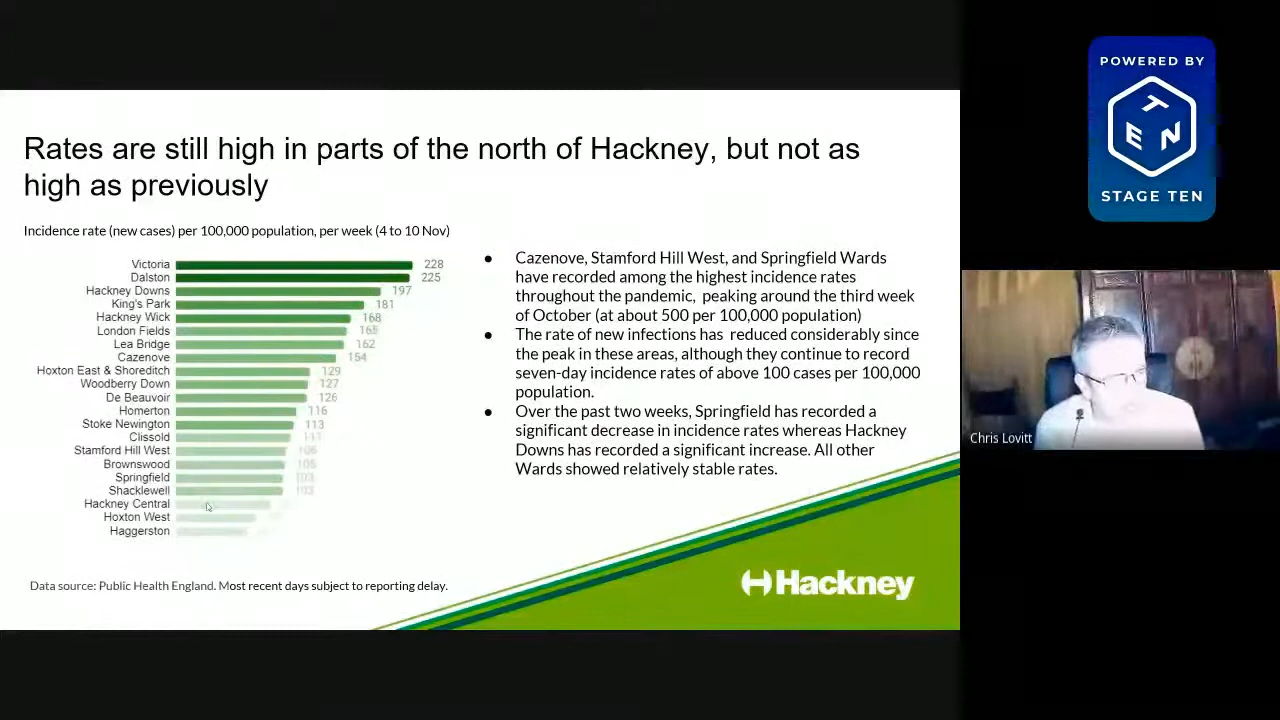 Rates are still high in parts of the north of Hackney, but not as
high as previously
Incidence rate (new cases) per 100,000 population, per week (4 to 10 Nov)
Victoria 228
Dalston 225
Hackney Downs 197
King's Park 181
Hackney Wick 168
London Fields 165
Lea Bridge 162
Cazenove 154
Hoxton East & Shoreditch 129
Woodberry Down 127
De Beauvoir 126
Homerton 116
Stoke Newington 113
Clissold
Stamford Hill West 106
Brownswood 105
Springfield 103
Shacklewell 103
Hackney Central
Hoxton West
Haggerston
Data source: Public Health England. Most recent days subject to reporting delay.
● Cazenove, Stamford Hill West, and Springfield Wards
have recorded among the highest incidence rates
throughout the pandemic, peaking around the third week
of October (at about 500 per 100,000 population)
● The rate of new infections has reduced considerably since
the peak in these areas, although they continue to record
seven-day incidence rates of above 100 cases per 100,000
population.
● Over the past two weeks, Springfield has recorded a
significant decrease in incidence rates whereas Hackney
Downs has recorded a significant increase. All other
Wards showed relatively stable rates.
Hackney
POWERED BY
TEN
STAGE TEN
Chris Lovitt